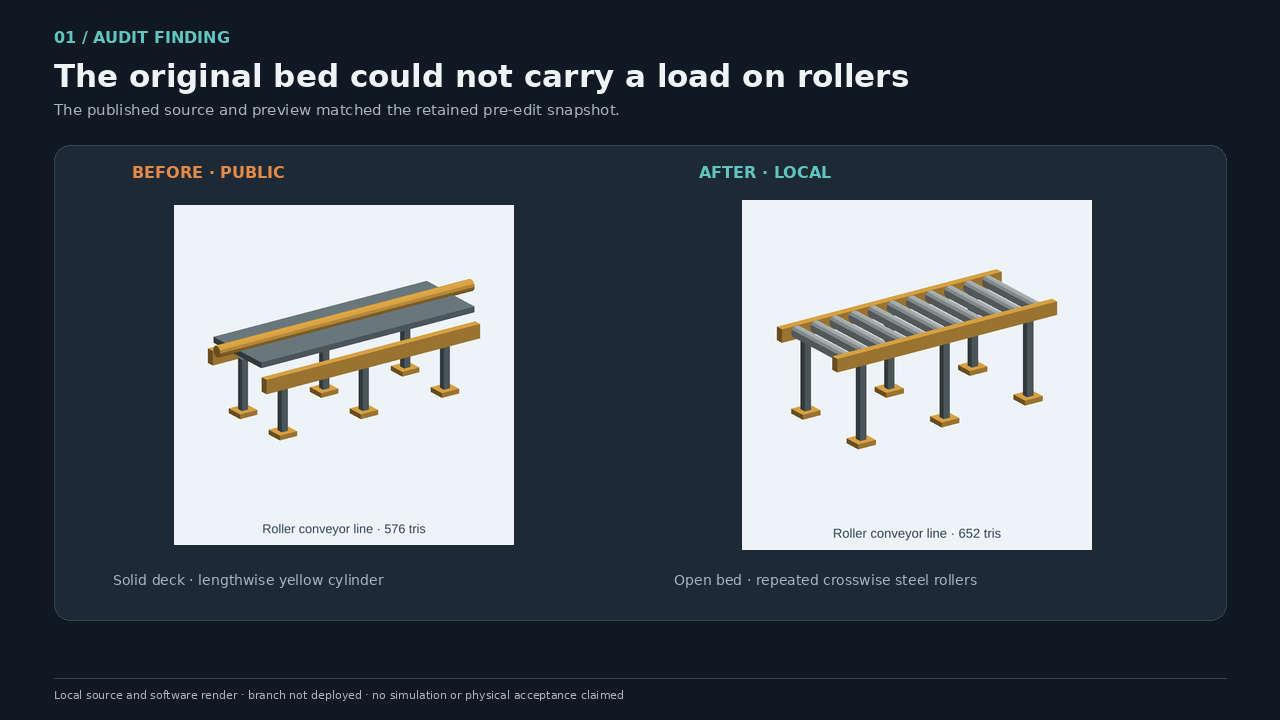 01 / AUDIT FINDING
The original bed could not carry a load on rollers
The published source and preview matched the retained pre-edit snapshot.
BEFORE · PUBLIC
Roller conveyor line · 576 tris
Solid deck · lengthwise yellow cylinder
AFTER · LOCAL
Roller conveyor line · 652 tris
Open bed · repeated crosswise steel rollers
Local source and software render · branch not deployed · no simulation or physical acceptance claimed